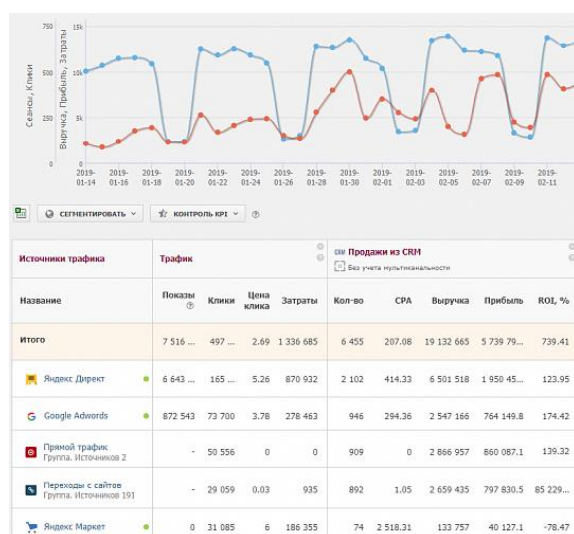 750
15k
500
10k
250
5k
0
0
Сеансы, Клики
Выручка, Прибыль, Затраты
2019-01-14
2019-01-16
2019-01-18
2019-01-20
2019-01-22
2019-01-24
2019-01-26
2019-01-28
2019-01-30
2019-02-01
2019-02-03
2019-02-05
2019-02-07
2019-02-09
2019-02-11
СЕГМЕНТИРОВАТЬ
КОНТРОЛЬ KPI
Источники трафика Трафик CRM Продажи из CRM
Без учета мультиканальности
Название Показы Клики Цена клика Затраты Кол-во CPA Выручка Прибыль ROI, %
Итого 7 516 ... 497 ... 2.69 1 336 685 6 455 207.08 19 132 665 5 739 79... 739.41
Яндекс Директ 6 643 ... 165 ... 5.26 870 932 2 102 414.33 6 501 518 1 950 45... 123.95
Google Adwords 872 543 73 700 3.78 278 463 946 294.36 2 547 166 764 149.8 174.42
Прямой трафик - 50 556 0 0 909 0 2 866 957 860 087.1 139.32
Группа. Источников 2
Переходы с сайтов - 29 059 0.03 935 892 1.05 2 659 435 797 830.5 85 229...
Группа. Источников 191
Яндекс Маркет 0 31 085 6 186 355 74 2 518.31 133 757 40 127.1 -78.47